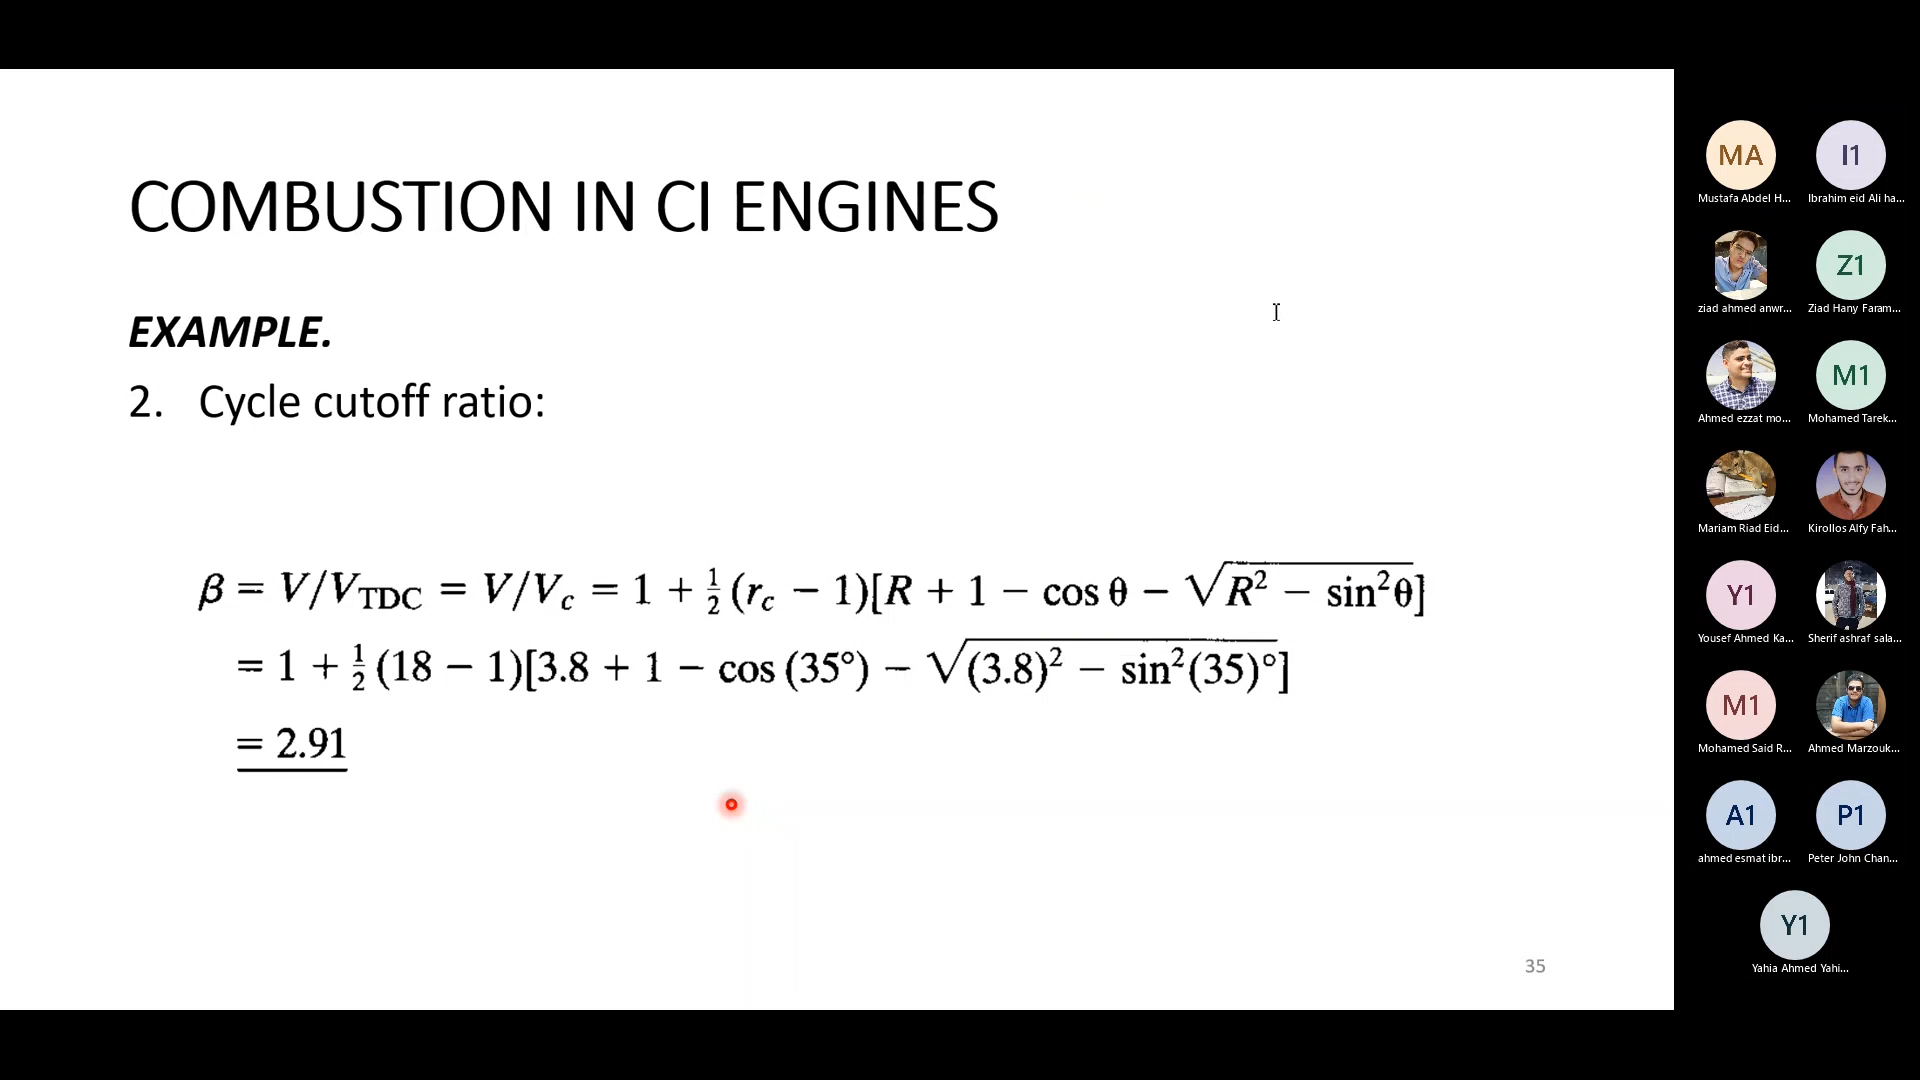 COMBUSTION IN CI ENGINES
EXAMPLE.
2. Cycle cutoff ratio:
β = V/V_TDC = V/V_c = 1 + ½ (r_c − 1)[R + 1 − cos θ − √(R² − sin²θ)]
= 1 + ½ (18 − 1)[3.8 + 1 − cos (35°) − √((3.8)² − sin²(35)°)]
= 2.91
35
MA
I1
Mustafa Abdel H...
Ibrahim eid Ali ha...
Z1
ziad ahmed anwr...
Ziad Hany Faram...
M1
Ahmed ezzat mo...
Mohamed Tarek...
Mariam Riad Eid...
Kirollos Alfy Fah...
Y1
Yousef Ahmed Ka...
Sherif ashraf sala...
M1
Mohamed Said R...
Ahmed Marzouk...
A1
P1
ahmed esmat ibr...
Peter John Chan...
Y1
Yahia Ahmed Yahi...